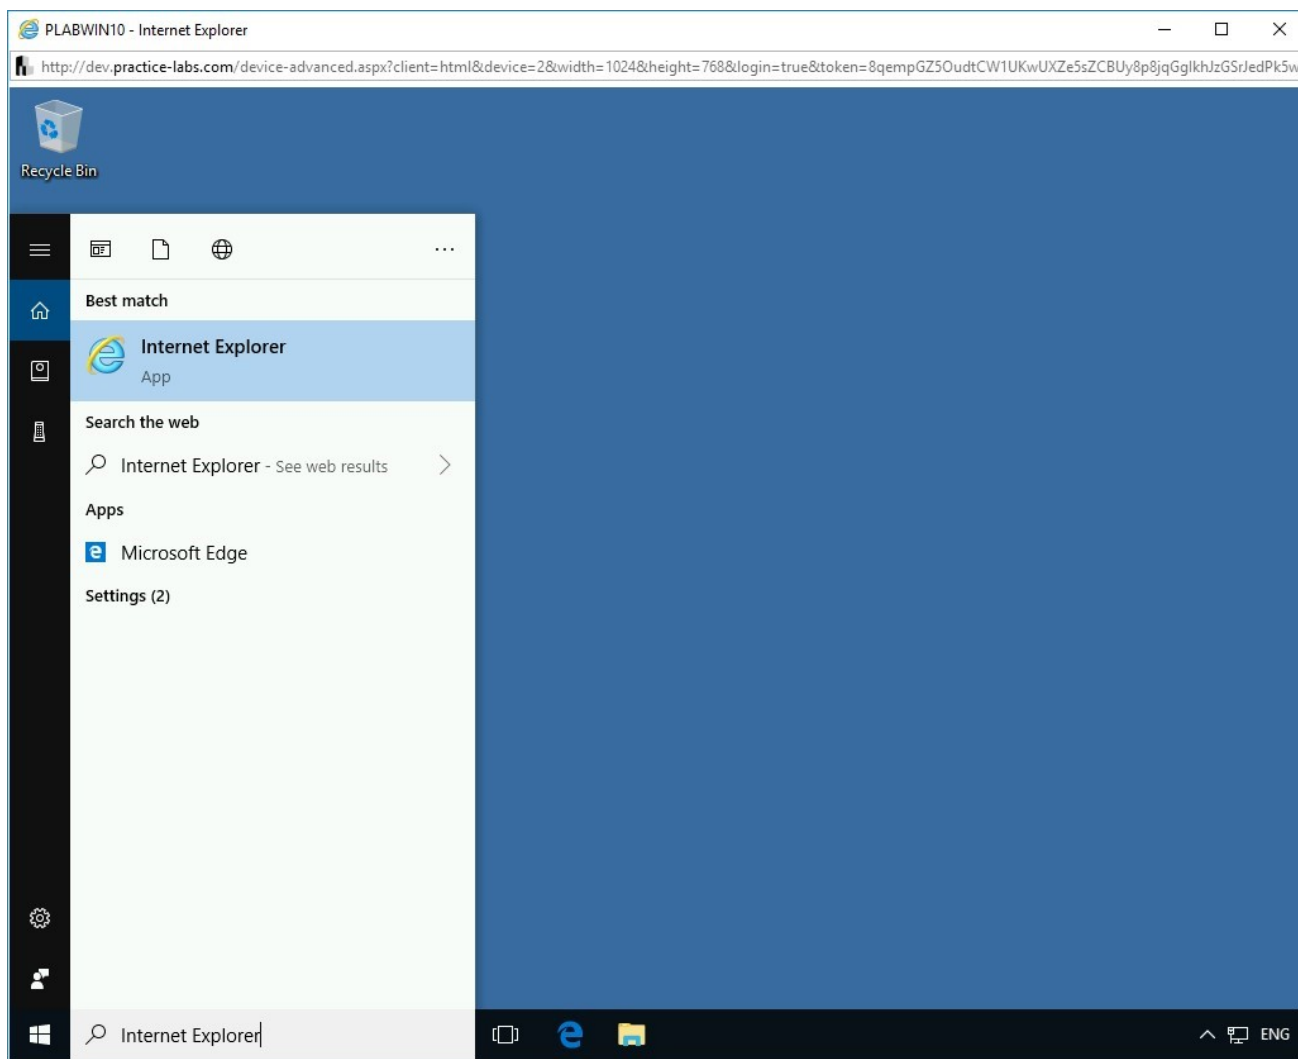 PLABWIN10 - Internet Explorer
http://dev.practice-labs.com/device-advanced.aspx?client=html&device=2&width=1024&height=768&login=true&token=8qempGZ5OudtCW1UKwUXZe5sZCBUy8p8jqGglkhJzGSrJedPk5w
Recycle Bin
Best match
Internet Explorer
App
Search the web
Internet Explorer - See web results
Apps
Microsoft Edge
Settings (2)
Internet Explorer
ENG